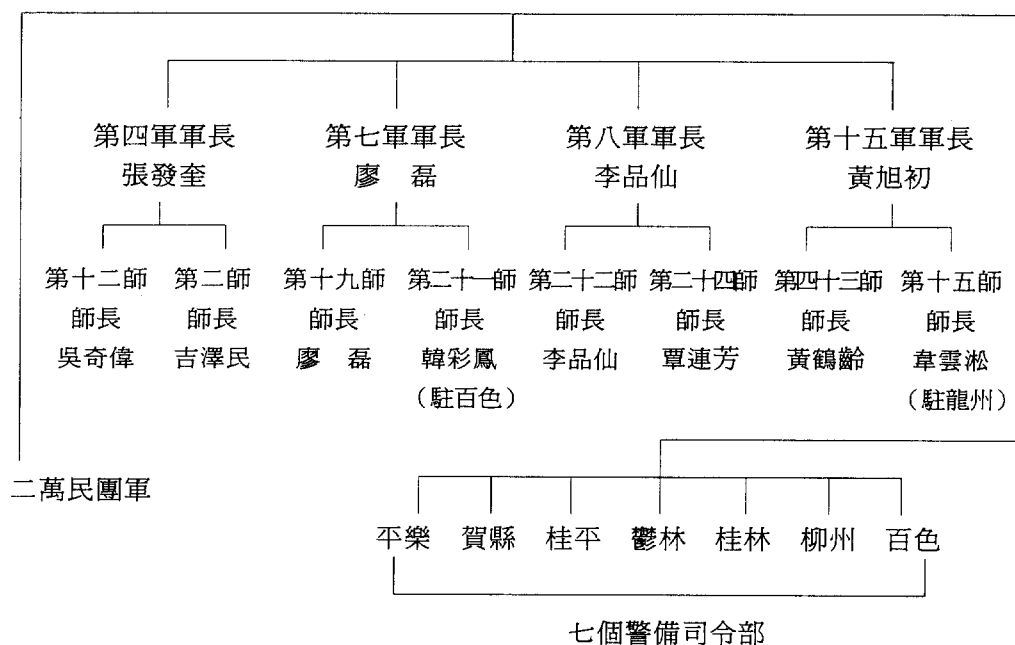 第四軍軍長
張發奎
第七軍軍長
廖 磊
第八軍軍長
李品仙
第十五軍軍長
黃旭初
第十二師
師長
吳奇偉
第二師
師長
吉澤民
第十九師
師長
廖 磊
第二十一師
師長
韓彩鳳
（駐百色）
第二十二師
師長
李品仙
第二十四師
師長
覃連芳
第四十三師
師長
黃鶴齡
第十五師
師長
韋雲淞
（駐龍州）
二萬民團軍
平樂 賀縣 桂平 鬱林 桂林 柳州 百色
七個警備司令部